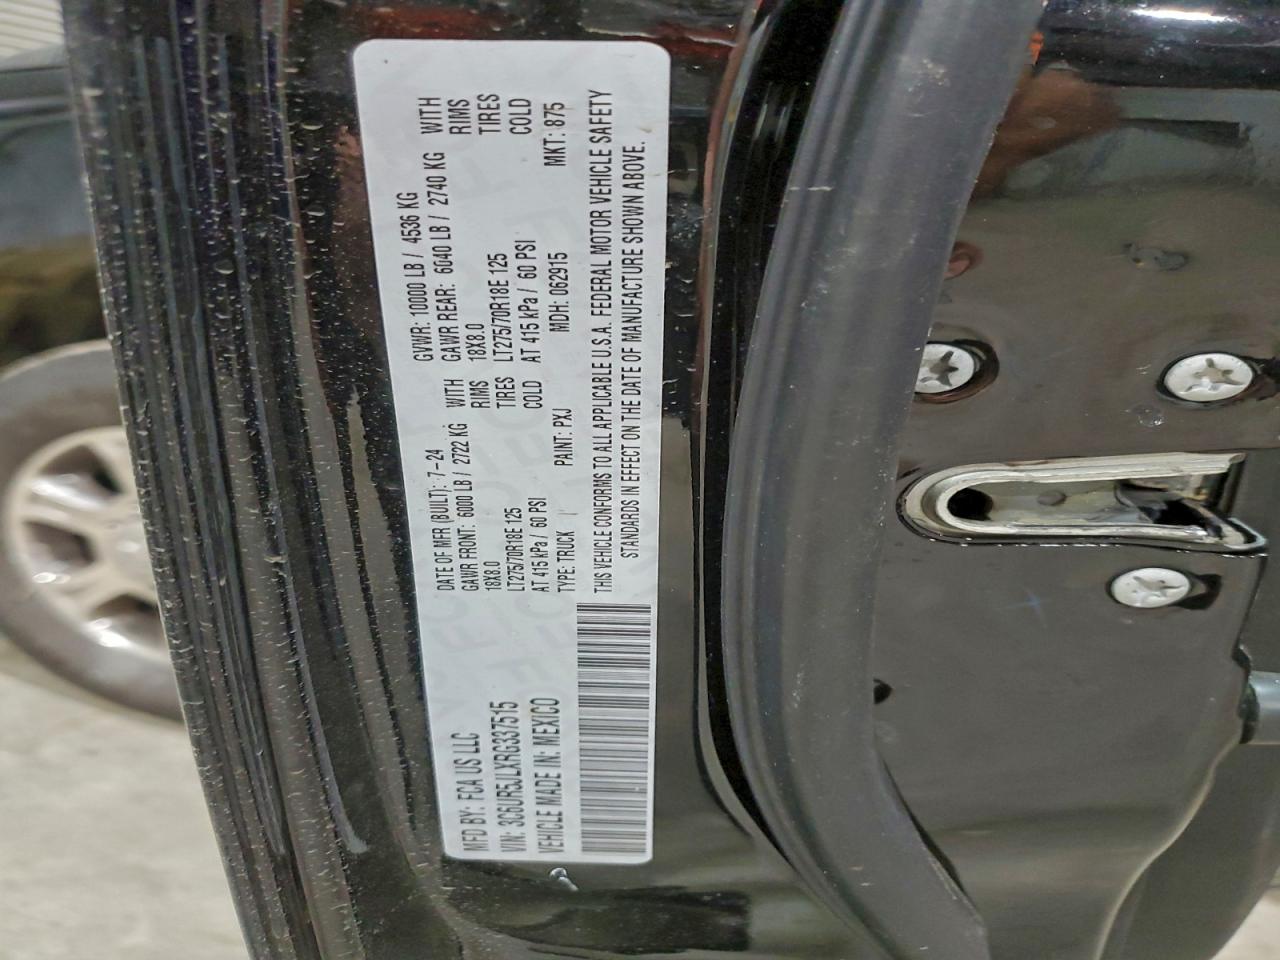 MFD BY: FCA US LLC
VIN: 3C6UR5JLXRG337515
VEHICLE MADE IN: MEXICO
DATE OF MFR (BUILT): 7-24
GVWR: 10000 LB / 4536 KG
GAWR FRONT: 6000 LB / 2722 KG WITH
18X8.0 RIMS
LT275/70R18E 125 TIRES
AT 415 kPa / 60 PSI COLD
GAWR REAR: 6040 LB / 2740 KG WITH
18X8.0 RIMS
LT275/70R18E 125 TIRES
AT 415 kPa / 60 PSI COLD
TYPE: TRUCK PAINT: PXJ MDH: 062915 MKT: 875
THIS VEHICLE CONFORMS TO ALL APPLICABLE U.S.A. FEDERAL MOTOR VEHICLE SAFETY
STANDARDS IN EFFECT ON THE DATE OF MANUFACTURE SHOWN ABOVE.